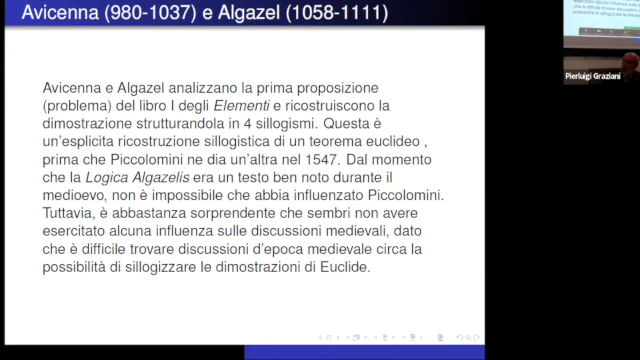 Avicenna (980-1037) e Algazel (1058-1111)
Avicenna e Algazel analizzano la prima proposizione
(problema) del libro I degli Elementi e ricostruiscono la
dimostrazione strutturandola in 4 sillogismi. Questa è
un'esplicita ricostruzione sillogistica di un teorema euclideo ,
prima che Piccolomini ne dia un'altra nel 1547. Dal momento
che la Logica Algazelis era un testo ben noto durante il
medioevo, non è impossibile che abbia influenzato Piccolomini.
Tuttavia, è abbastanza sorprendente che sembri non avere
esercitato alcuna influenza sulle discussioni medievali, dato
che è difficile trovare discussioni d'epoca medievale circa la
possibilità di sillogizzare le dimostrazioni di Euclide.
Pierluigi Graziani